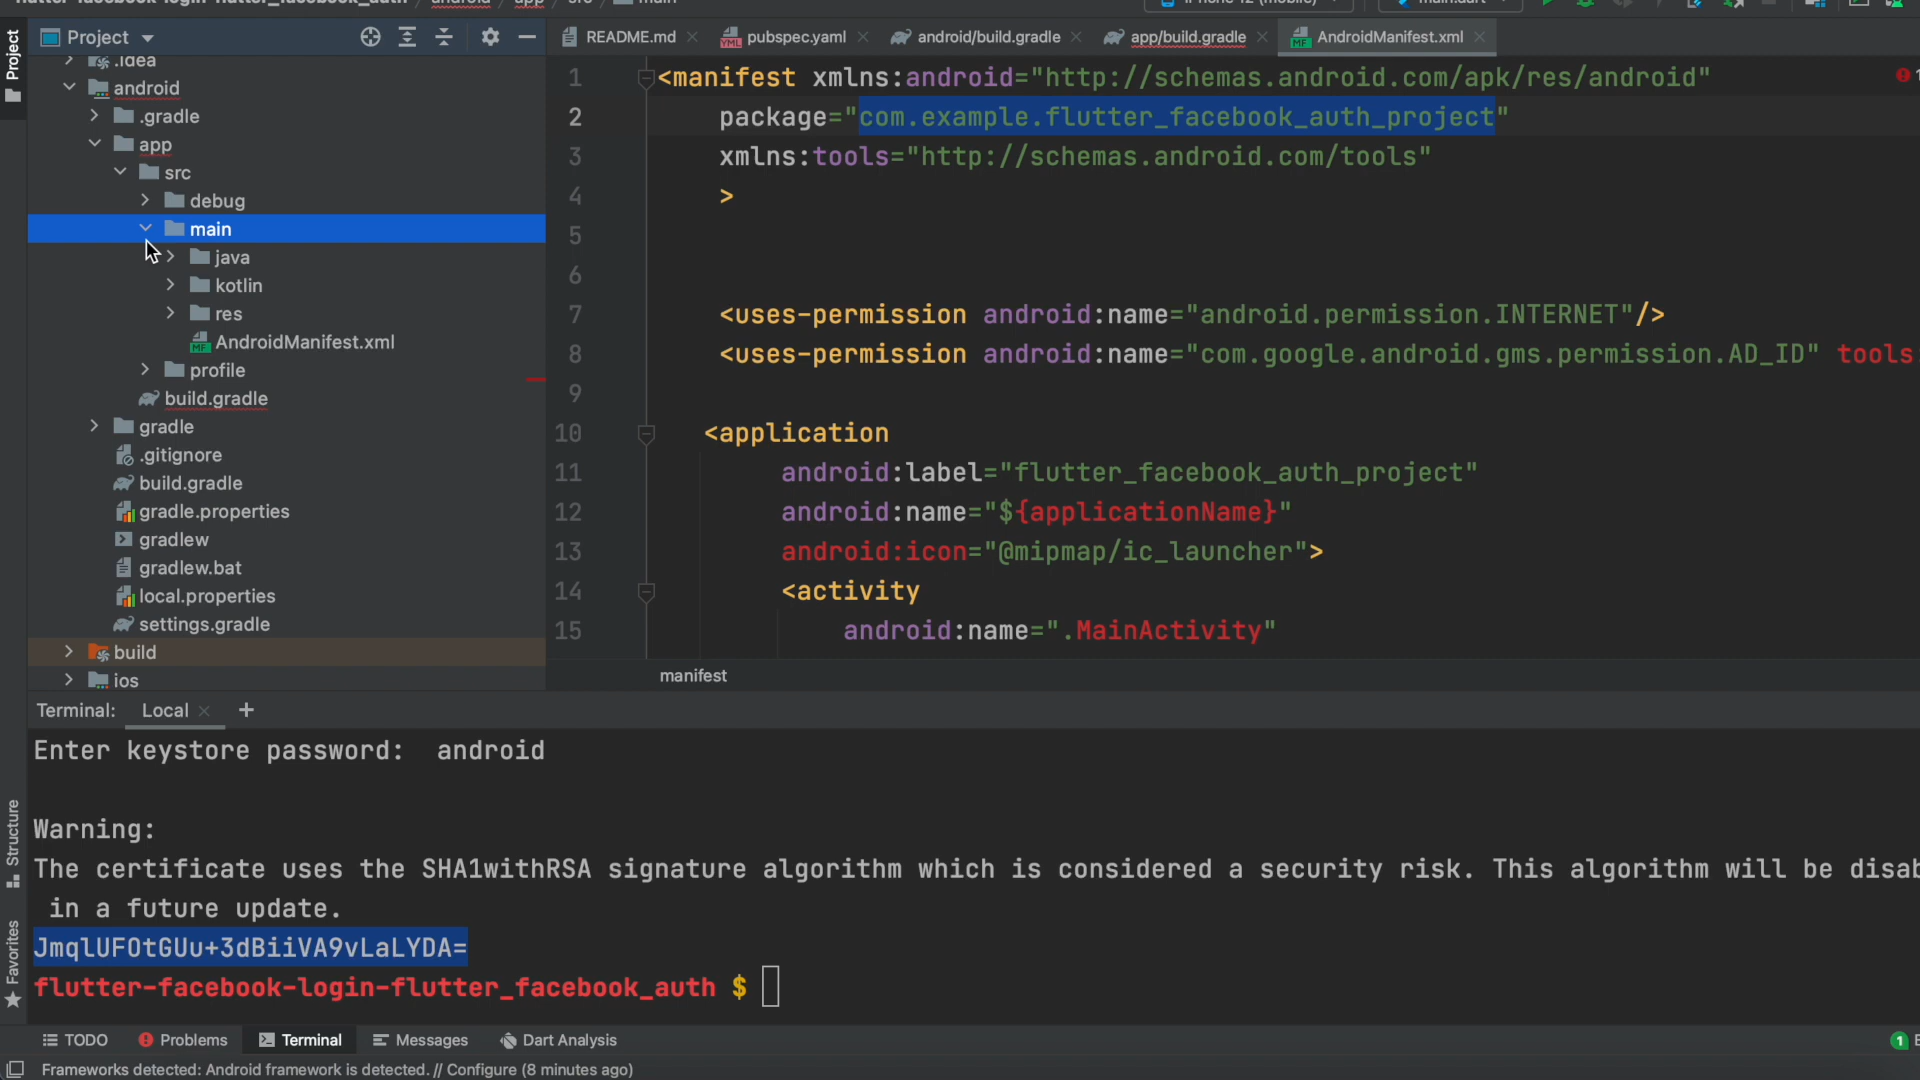 Project
README.md
pubspec.yaml
android/build.gradle
app/build.gradle
AndroidManifest.xml
Project
.idea
android
.gradle
app
src
debug
main
java
kotlin
res
AndroidManifest.xml
profile
build.gradle
gradle
.gitignore
build.gradle
gradle.properties
gradlew
gradlew.bat
local.properties
settings.gradle
build
ios
1 <manifest xmlns:android="http://schemas.android.com/apk/res/android"
2 package="com.example.flutter_facebook_auth_project"
3 xmlns:tools="http://schemas.android.com/tools"
4 >
5
6
7 <uses-permission android:name="android.permission.INTERNET"/>
8 <uses-permission android:name="com.google.android.gms.permission.AD_ID" tools
9
10 <application
11 android:label="flutter_facebook_auth_project"
12 android:name="${applicationName}"
13 android:icon="@mipmap/ic_launcher">
14 <activity
15 android:name=".MainActivity"
manifest
Terminal: Local
Enter keystore password:  android
Warning:
The certificate uses the SHA1withRSA signature algorithm which is considered a security risk. This algorithm will be disab
in a future update.
JmqlUFOtGUu+3dBiiVA9vLaLYDA=
flutter-facebook-login-flutter_facebook_auth $
Structure
Favorites
TODO Problems Terminal Messages Dart Analysis 1
Frameworks detected: Android framework is detected. // Configure (8 minutes ago)